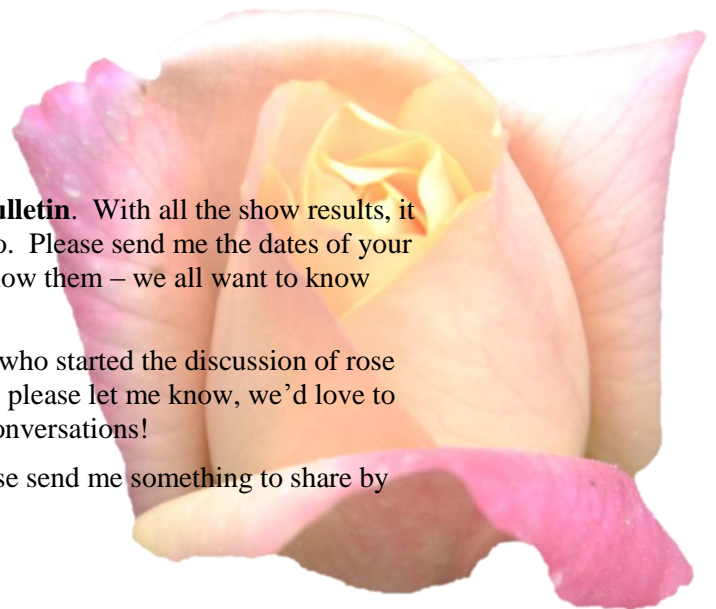 ulletin. With all the show results, it
o. Please send me the dates of your
ow them – we all want to know
who started the discussion of rose
please let me know, we’d love to
onversations!
se send me something to share by